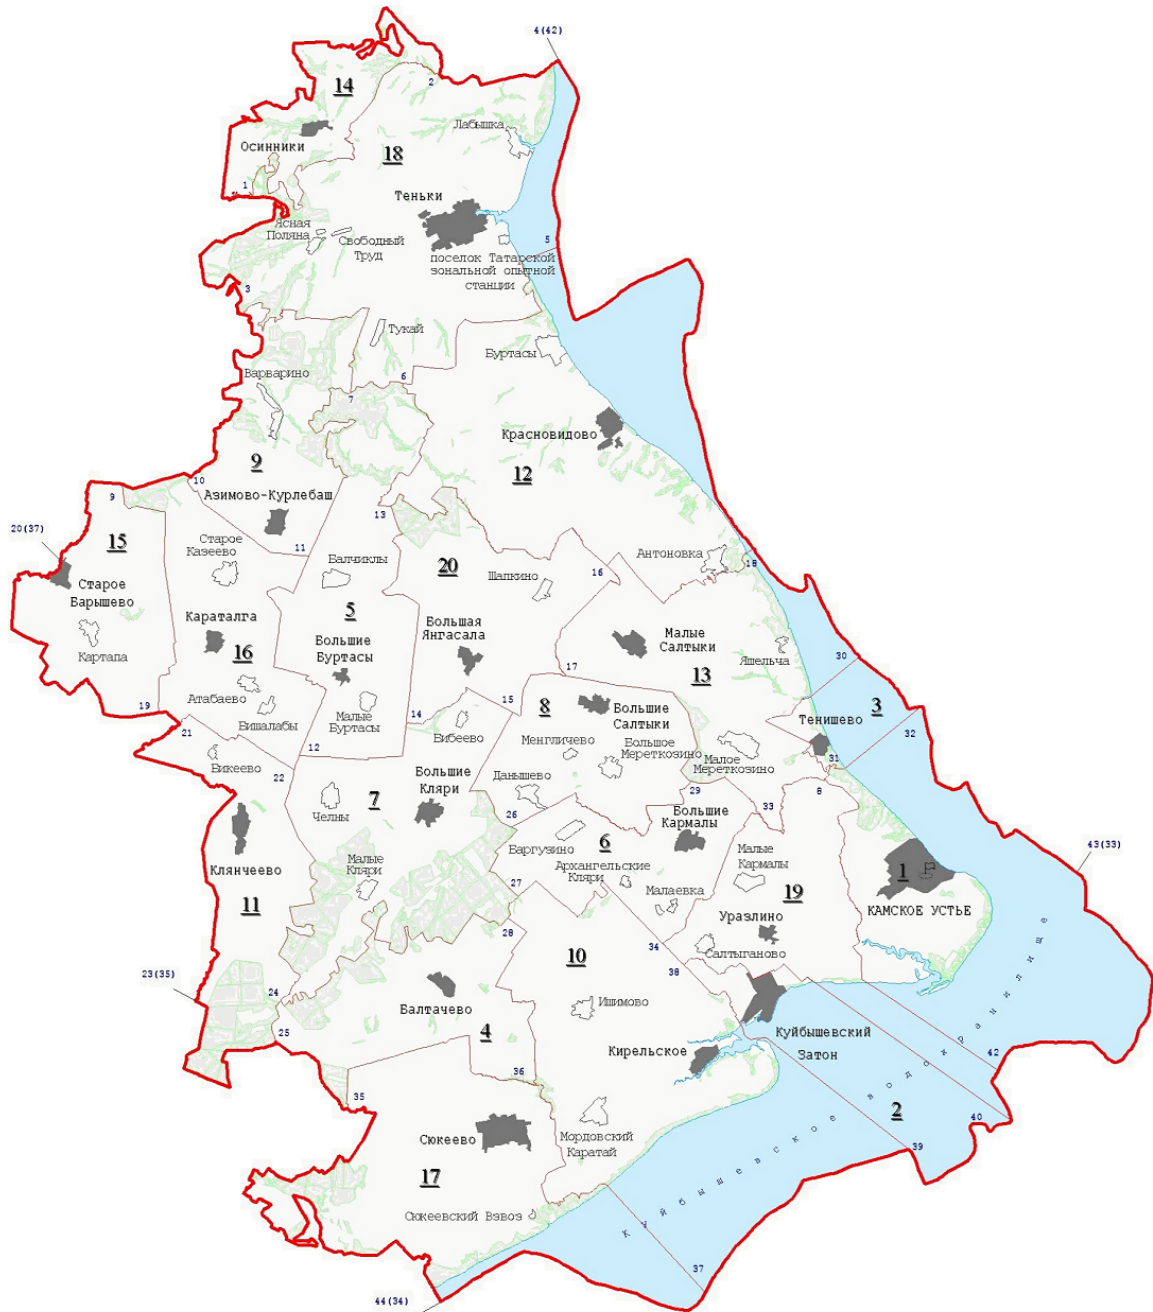 4(42)
14
2
Осинники
Лабышка
18
1
Теньки
Ясная
Поляна
Свободный
Труд
5
поселок Татарской
зональной опытной
станции
3
Тукай
Буртасы
Варварино
6
7
Красновидово
9
12
10
9
Азимово-Курлебаш
13
20(37)
15
Старое
Казеево
11
Балчиклы
20
Шапкино
16
Антоновка
18
Старое
Барышево
Караталга
5
Большая
Янгасала
Малые
Салтыки
Картапа
16
Большие
Буртасы
17
13
Яшельча
30
Атабаево
Бишалабы
Малые
Буртасы
14
15
8
Большие
Салтыки
3
19
21
12
Бибеево
Менгличево
Большое
Мереткозино
Тенишево
32
Бикеево
22
Большие
Кляри
Малое
Мереткозино
31
Данышево
7
Челны
26
29
33
8
Большие
Кармалы
Баргузино
6
Клянчеево
Малые
Кляри
Архангельские
Кляри
Малые
Кармалы
43(33)
1
11
27
Малаевка
19
КАМСКОЕ УСТЬЕ
28
Уразлино
10
34
Салтыганово
38
23(35)
24
Балтачево
Ишимово
25
4
Кирельское
Куйбышевский
Затон
42
36
35
2
40
Сюкеево
Мордовский
Каратай
39
17
Сюкеевский Взвоз
Куйбышевское водохранилище
37
44(34)